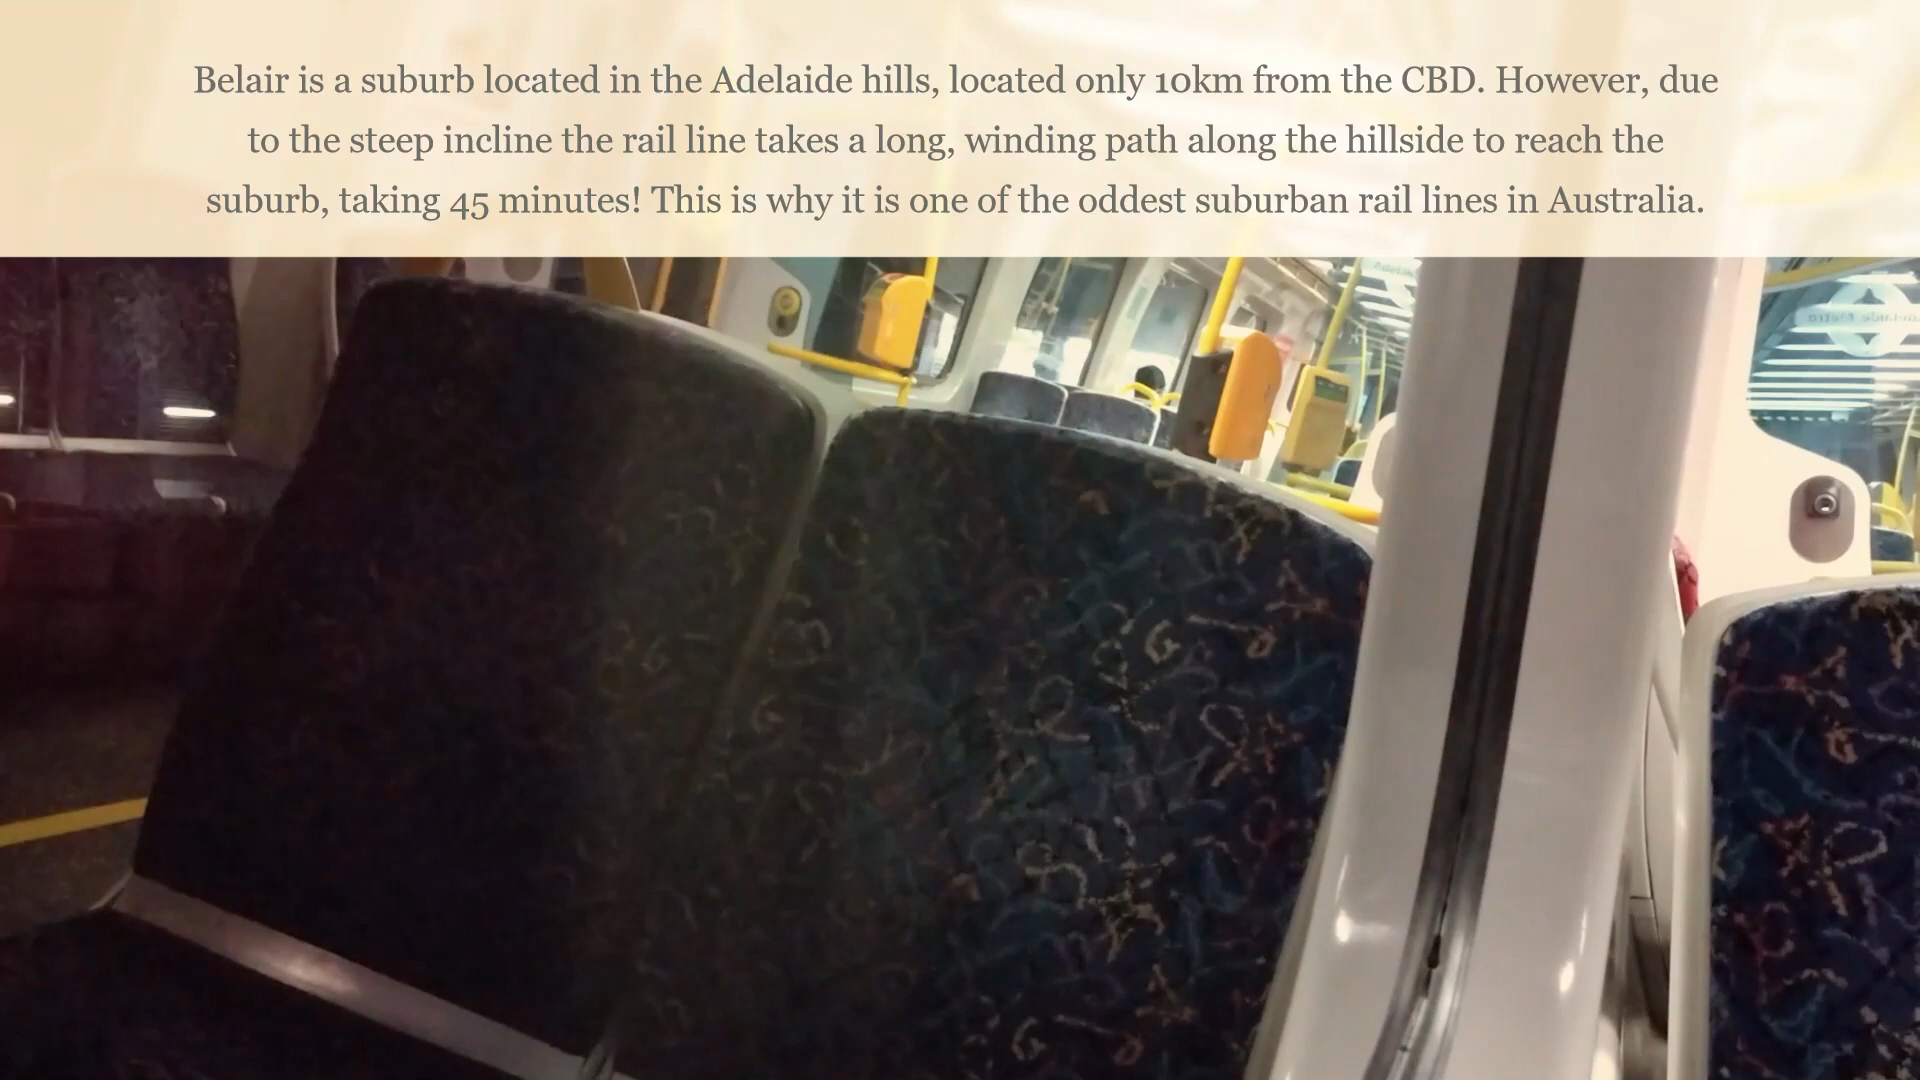 Belair is a suburb located in the Adelaide hills, located only 10km from the CBD. However, due
to the steep incline the rail line takes a long, winding path along the hillside to reach the
suburb, taking 45 minutes! This is why it is one of the oddest suburban rail lines in Australia.
Adelaide Metro